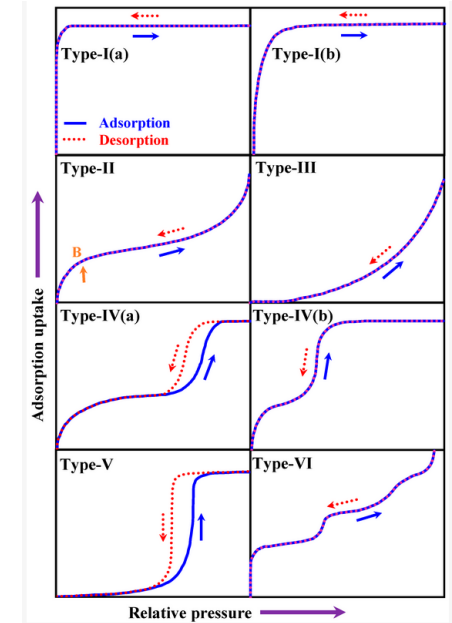 Type-I(a)
Type-I(b)
Adsorption
Desorption
Type-II
Type-III
B
Type-IV(a)
Type-IV(b)
Type-V
Type-VI
Adsorption uptake
Relative pressure